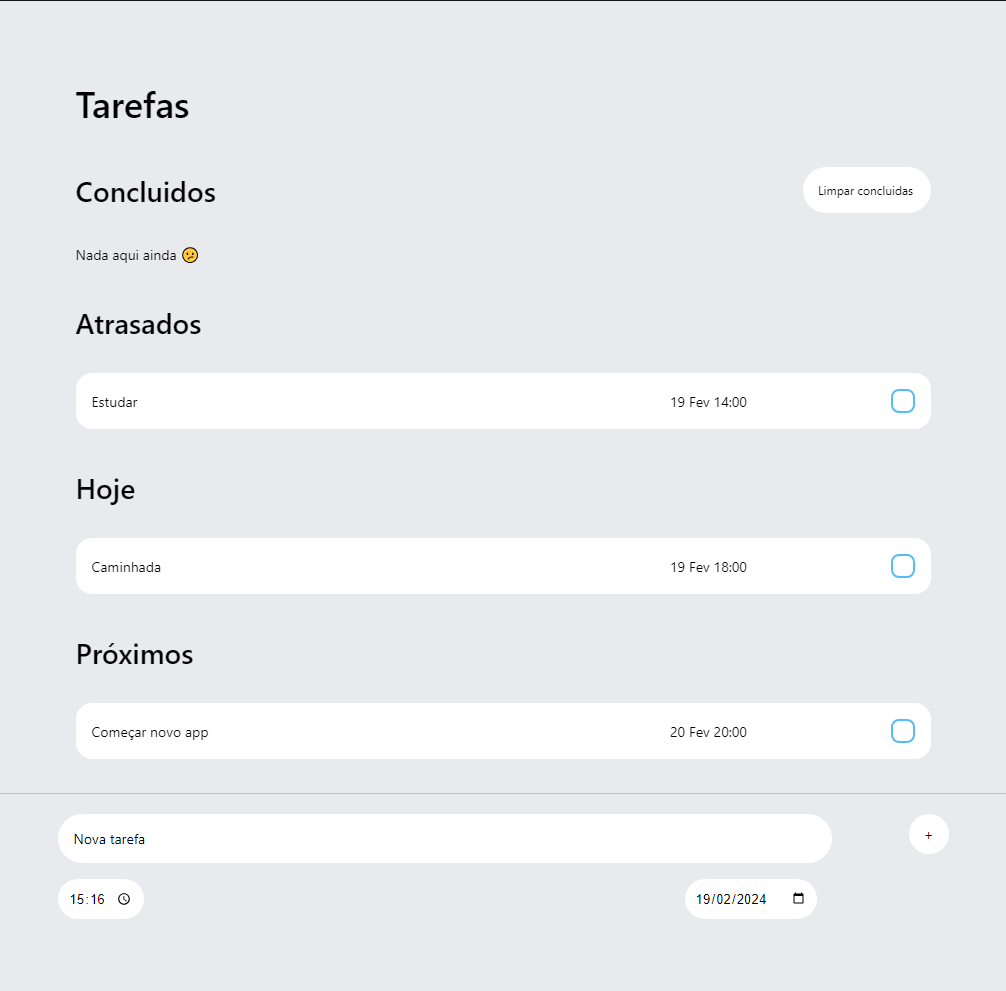 Tarefas
Concluidos
Limpar concluidas
Nada aqui ainda 😕
Atrasados
Estudar 19 Fev 14:00
Hoje
Caminhada 19 Fev 18:00
Próximos
Começar novo app 20 Fev 20:00
Nova tarefa +
15:16 19/02/2024